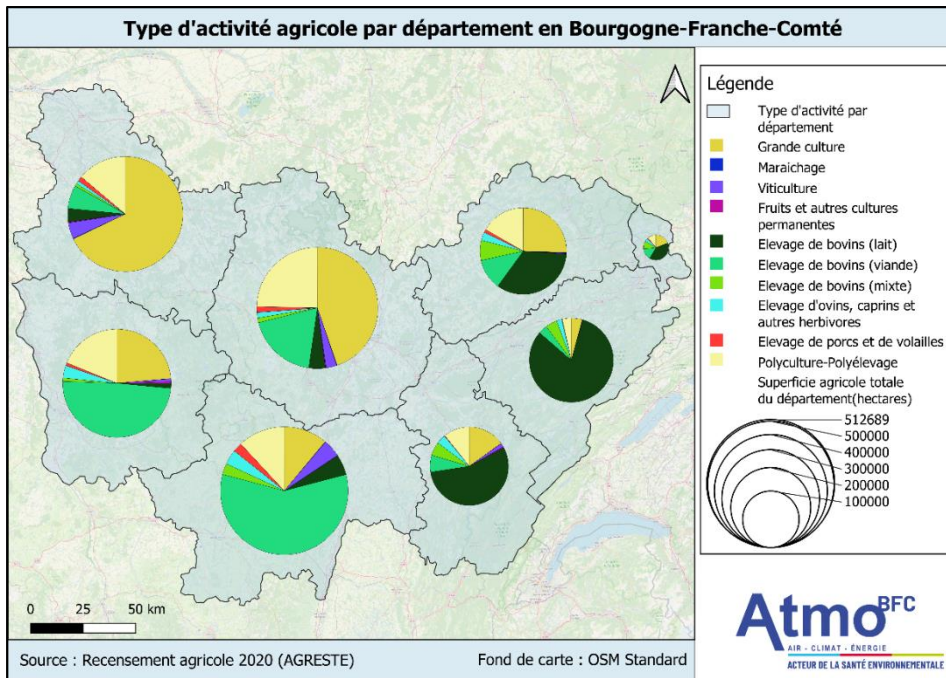 Type d'activité agricole par département en Bourgogne-Franche-Comté
Légende
Type d'activité par
département
Grande culture
Maraichage
Viticulture
Fruits et autres cultures
permanentes
Elevage de bovins (lait)
Elevage de bovins (viande)
Elevage de bovins (mixte)
Elevage d'ovins, caprins et
autres herbivores
Elevage de porcs et de volailles
Polyculture-Polyélevage
Superficie agricole totale
du département(hectares)
512689
500000
400000
300000
200000
100000
0 25 50 km
Source : Recensement agricole 2020 (AGRESTE)
Fond de carte : OSM Standard
Atmo BFC
AIR - CLIMAT - ÉNERGIE
ACTEUR DE LA SANTÉ ENVIRONNEMENTALE